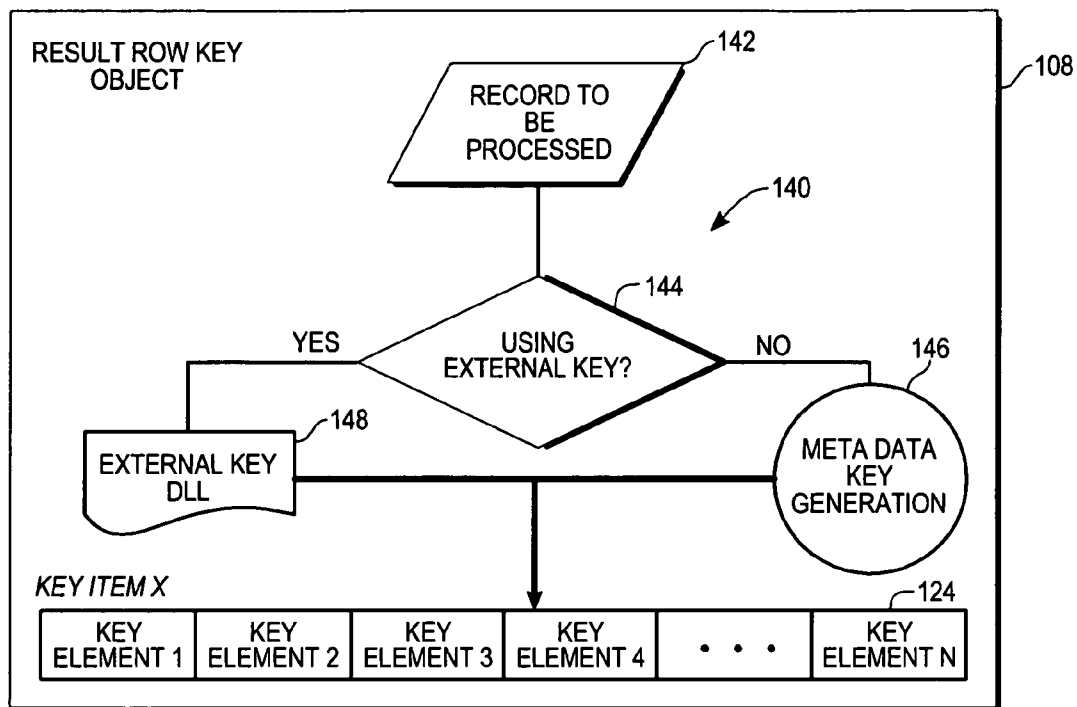 RESULT ROW KEY
OBJECT
142
108
RECORD TO
BE
PROCESSED
140
144
YES
USING
EXTERNAL KEY?
NO
146
148
EXTERNAL KEY
DLL
META DATA
KEY
GENERATION
KEY ITEM X
124
KEY
ELEMENT 1
KEY
ELEMENT 2
KEY
ELEMENT 3
KEY
ELEMENT 4
• • •
KEY
ELEMENT N